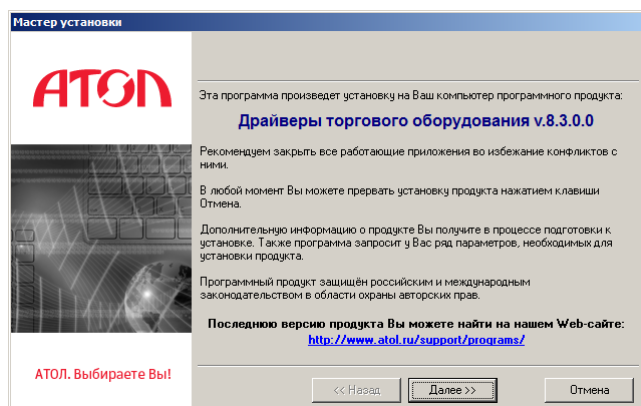 Мастер установки
АТОЛ
Эта программа произведет установку на Ваш компьютер программного продукта:
Драйверы торгового оборудования v.8.3.0.0
Рекомендуем закрыть все работающие приложения во избежание конфликтов с
ними.
В любой момент Вы можете прервать установку продукта нажатием клавиши
Отмена.
Дополнительную информацию о продукте Вы получите в процессе подготовки к
установке. Также программа запросит у Вас ряд параметров, необходимых для
установки продукта.
Программный продукт защищён российским и международным
законодательством в области охраны авторских прав.
Последнюю версию продукта Вы можете найти на нашем Web-сайте:
http://www.atol.ru/support/programs/
АТОЛ. Выбираете Вы!
<< Назад Далее >> Отмена